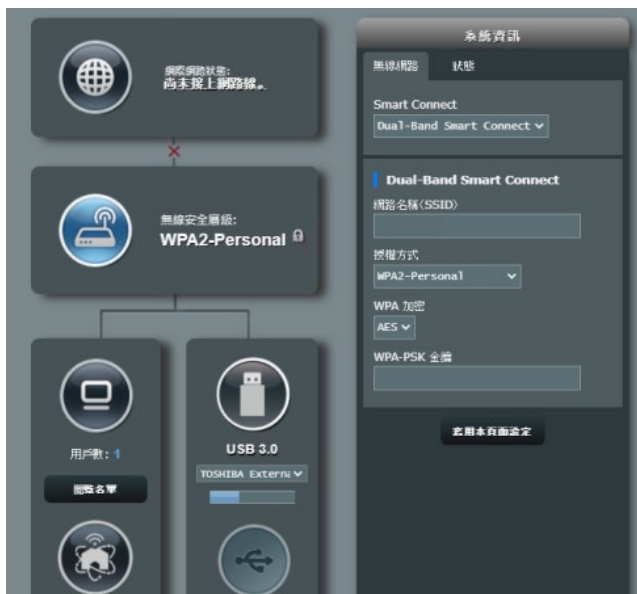 網際網路狀態:
尚未接上網路線。
無線安全層級:
WPA2-Personal
用戶數: 1
閱覽名單
USB 3.0
TOSHIBA Externa
系統資訊
無線網路
狀態
Smart Connect
Dual-Band Smart Connect
Dual-Band Smart Connect
網路名稱(SSID)
授權方式
WPA2-Personal
WPA 加密
AES
WPA-PSK 金鑰
套用本頁面設定